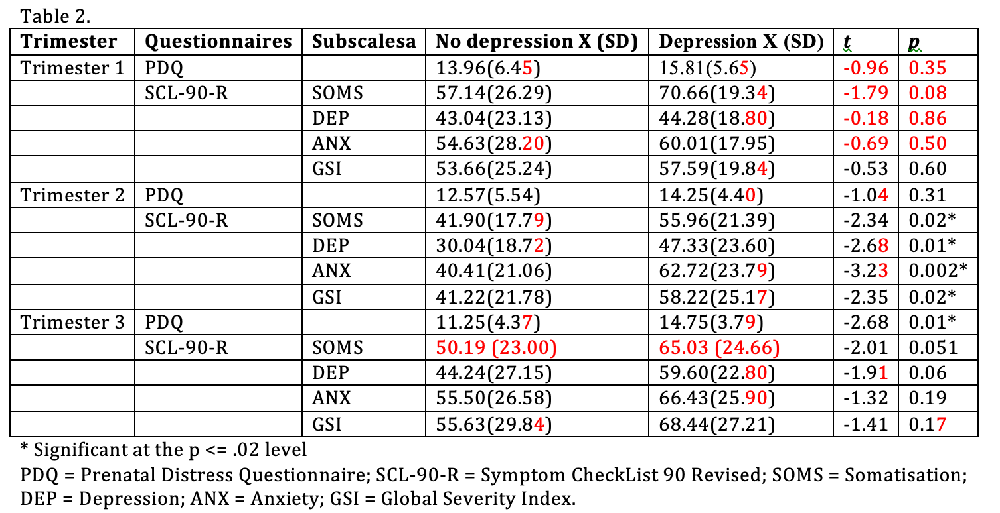 Table 2.
Trimester Questionnaires Subscalesa No depression X (SD) Depression X (SD) t p
Trimester 1 PDQ 13.96(6.45) 15.81(5.65) -0.96 0.35
SCL-90-R SOMS 57.14(26.29) 70.66(19.34) -1.79 0.08
DEP 43.04(23.13) 44.28(18.80) -0.18 0.86
ANX 54.63(28.20) 60.01(17.95) -0.69 0.50
GSI 53.66(25.24) 57.59(19.84) -0.53 0.60
Trimester 2 PDQ 12.57(5.54) 14.25(4.40) -1.04 0.31
SCL-90-R SOMS 41.90(17.79) 55.96(21.39) -2.34 0.02*
DEP 30.04(18.72) 47.33(23.60) -2.68 0.01*
ANX 40.41(21.06) 62.72(23.79) -3.23 0.002*
GSI 41.22(21.78) 58.22(25.17) -2.35 0.02*
Trimester 3 PDQ 11.25(4.37) 14.75(3.79) -2.68 0.01*
SCL-90-R SOMS 50.19 (23.00) 65.03 (24.66) -2.01 0.051
DEP 44.24(27.15) 59.60(22.80) -1.91 0.06
ANX 55.50(26.58) 66.43(25.90) -1.32 0.19
GSI 55.63(29.84) 68.44(27.21) -1.41 0.17
* Significant at the p <= .02 level
PDQ = Prenatal Distress Questionnaire; SCL-90-R = Symptom CheckList 90 Revised; SOMS = Somatisation;
DEP = Depression; ANX = Anxiety; GSI = Global Severity Index.